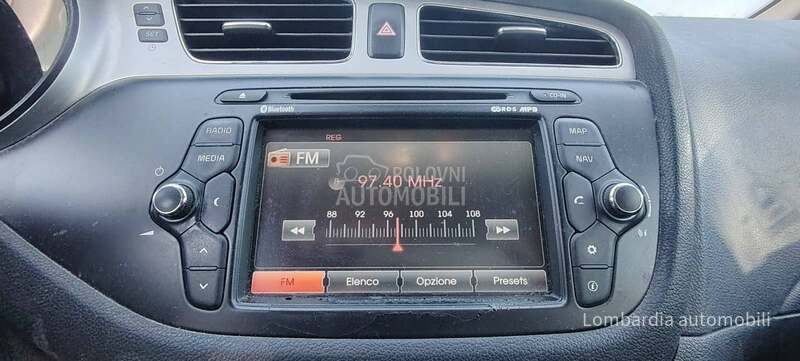 SET
CD-IN
Bluetooth
RDS MP3
RADIO
MEDIA
MAP
NAV
REG
FM
97.40 MHz
POLOVNI
AUTOMOBILI
88 92 96 100 104 108
FM Elenco Opzione Presets
Lombardia automobili